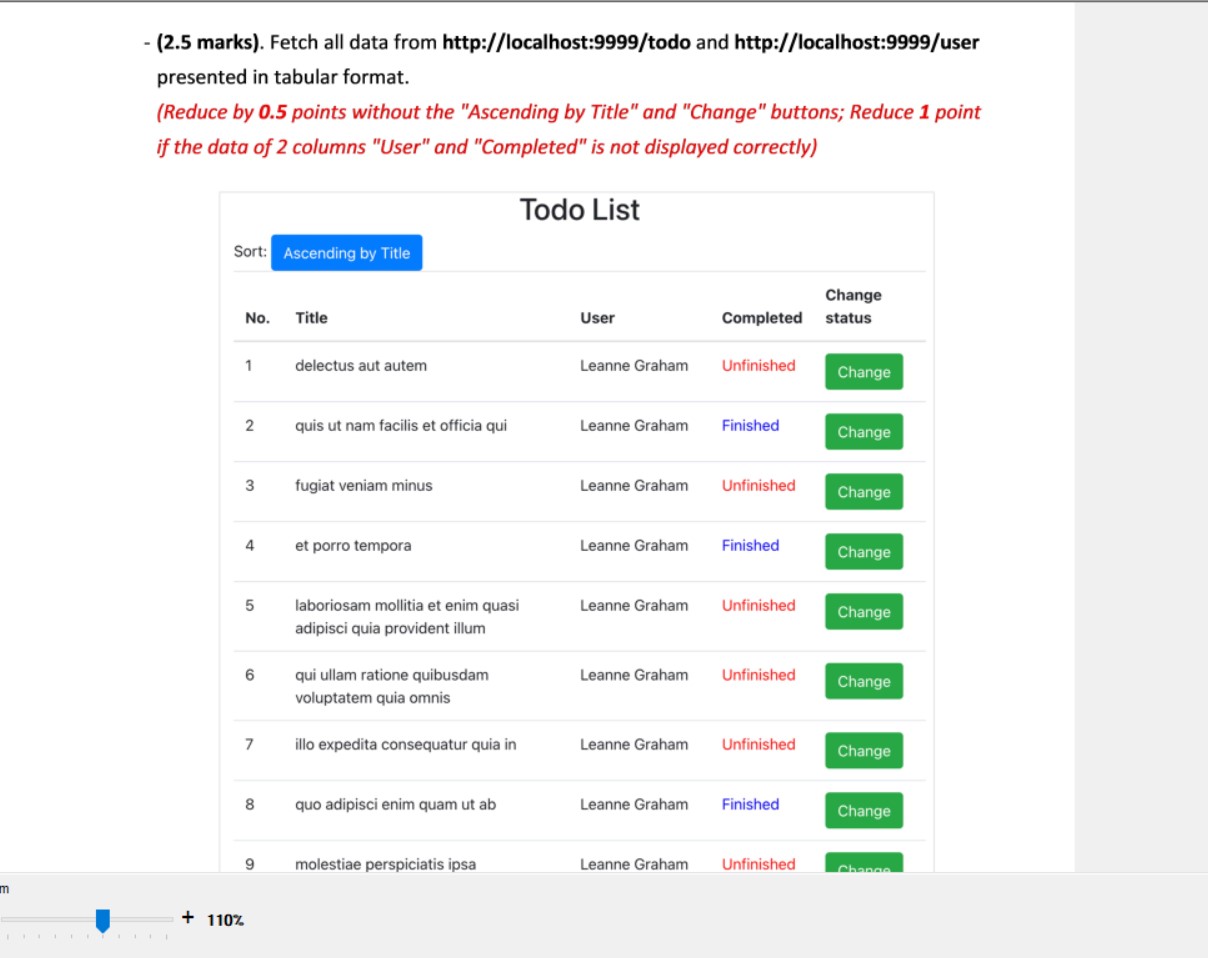 - (2.5 marks). Fetch all data from http://localhost:9999/todo and http://localhost:9999/user
presented in tabular format.
(Reduce by 0.5 points without the "Ascending by Title" and "Change" buttons; Reduce 1 point
if the data of 2 columns "User" and "Completed" is not displayed correctly)
Todo List
Sort: Ascending by Title
No. Title User Completed Change status
1 delectus aut autem Leanne Graham Unfinished Change
2 quis ut nam facilis et officia qui Leanne Graham Finished Change
3 fugiat veniam minus Leanne Graham Unfinished Change
4 et porro tempora Leanne Graham Finished Change
5 laboriosam mollitia et enim quasi Leanne Graham Unfinished Change
adipisci quia provident illum
6 qui ullam ratione quibusdam Leanne Graham Unfinished Change
voluptatem quia omnis
7 illo expedita consequatur quia in Leanne Graham Unfinished Change
8 quo adipisci enim quam ut ab Leanne Graham Finished Change
9 molestiae perspiciatis ipsa Leanne Graham Unfinished Change
m
+ 110%